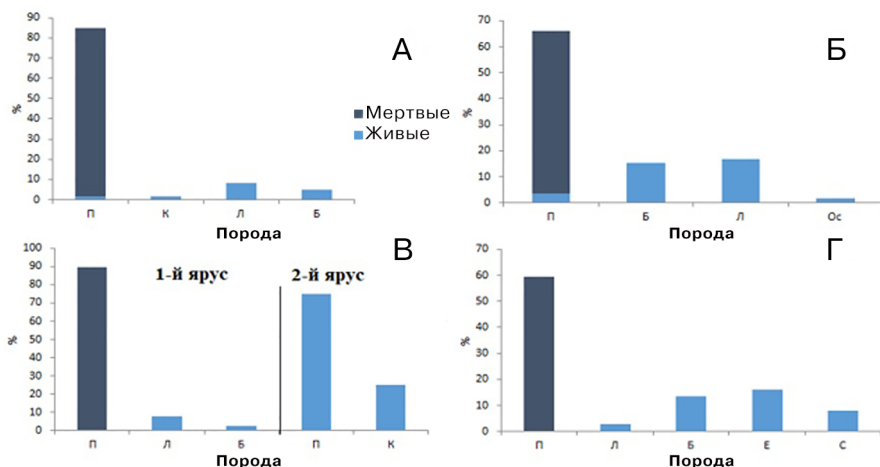 А
90
80
70
60
50
40
30
20
10
0
%
П К Л Б
Порода
Мертвые
Живые
Б
70
60
50
40
30
20
10
0
%
П Б Л Ос
Порода
В
100
90
80
70
60
50
40
30
20
10
0
%
1-й ярус 2-й ярус
П Л Б П К
Порода
Г
70
60
50
40
30
20
10
0
%
П Л Б Е С
Порода